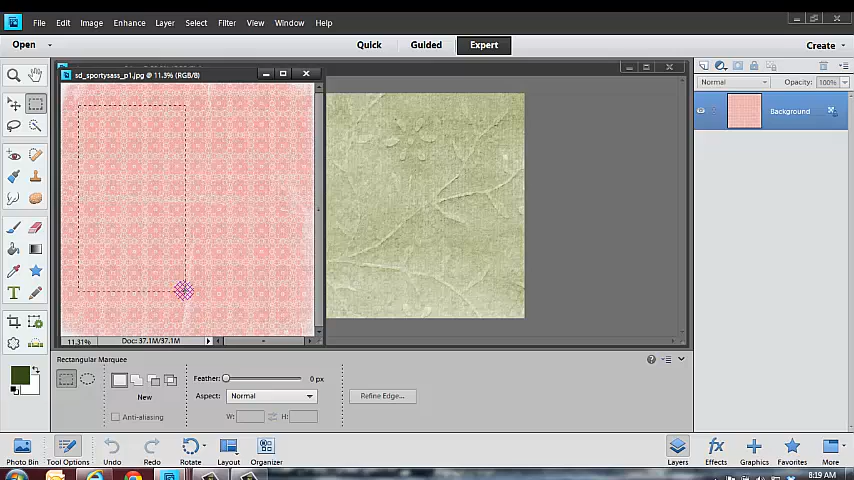 File Edit Image Enhance Layer Select Filter View Window Help
Open Quick Guided Expert Create
sd_sportysass_p1.jpg @ 11.3% (RGB/8)
Normal Opacity: 100%
Background
11.31% Doc: 37.1M/37.1M
Rectangular Marquee
Feather: 0 px
New Aspect: Normal Refine Edge...
Anti-aliasing W: H:
Photo Bin Tool Options Undo Redo Rotate Layout Organizer Layers Effects Graphics Favorites More
8:19 AM